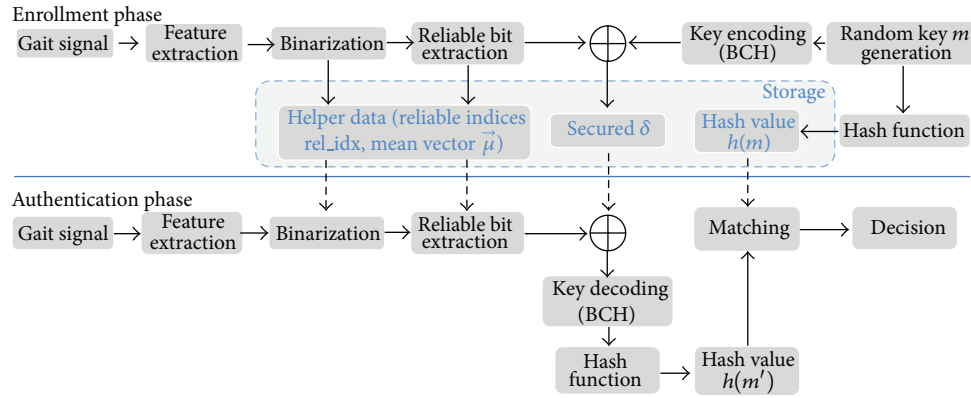 Enrollment phase
Gait signal
Feature
extraction
Binarization
Reliable bit
extraction
Key encoding
(BCH)
Random key m
generation
Storage
Helper data (reliable indices
rel_idx, mean vector μ⃗)
Secured δ
Hash value
h(m)
Hash function
Authentication phase
Gait signal
Feature
extraction
Binarization
Reliable bit
extraction
Matching
Decision
Key decoding
(BCH)
Hash
function
Hash value
h(m′)